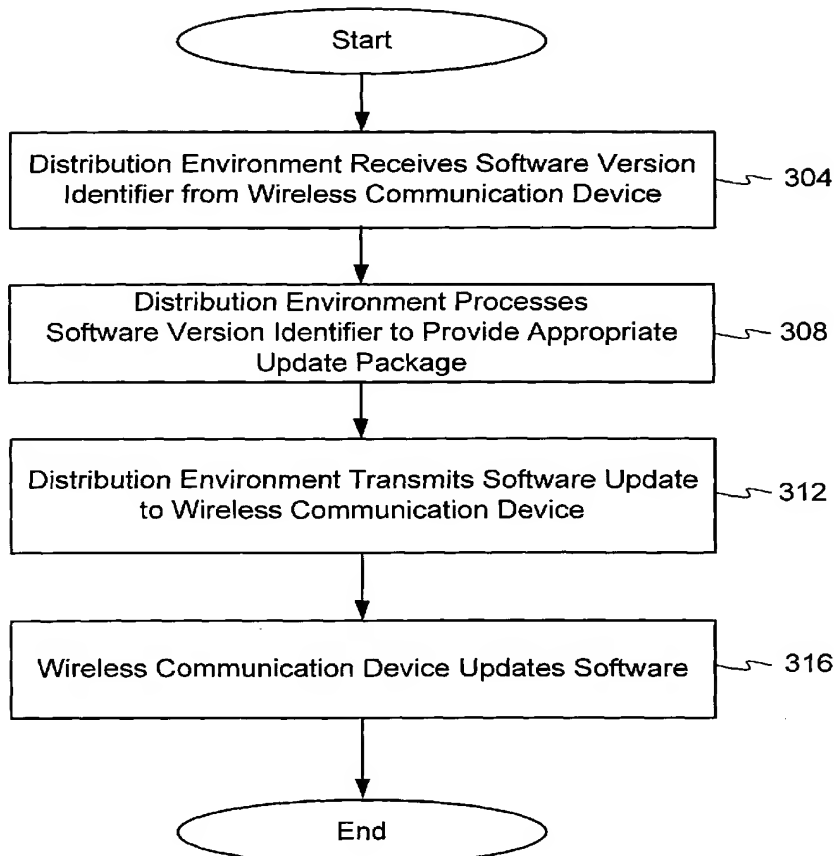 Start
Distribution Environment Receives Software Version
Identifier from Wireless Communication Device
304
Distribution Environment Processes
Software Version Identifier to Provide Appropriate
Update Package
308
Distribution Environment Transmits Software Update
to Wireless Communication Device
312
Wireless Communication Device Updates Software
316
End